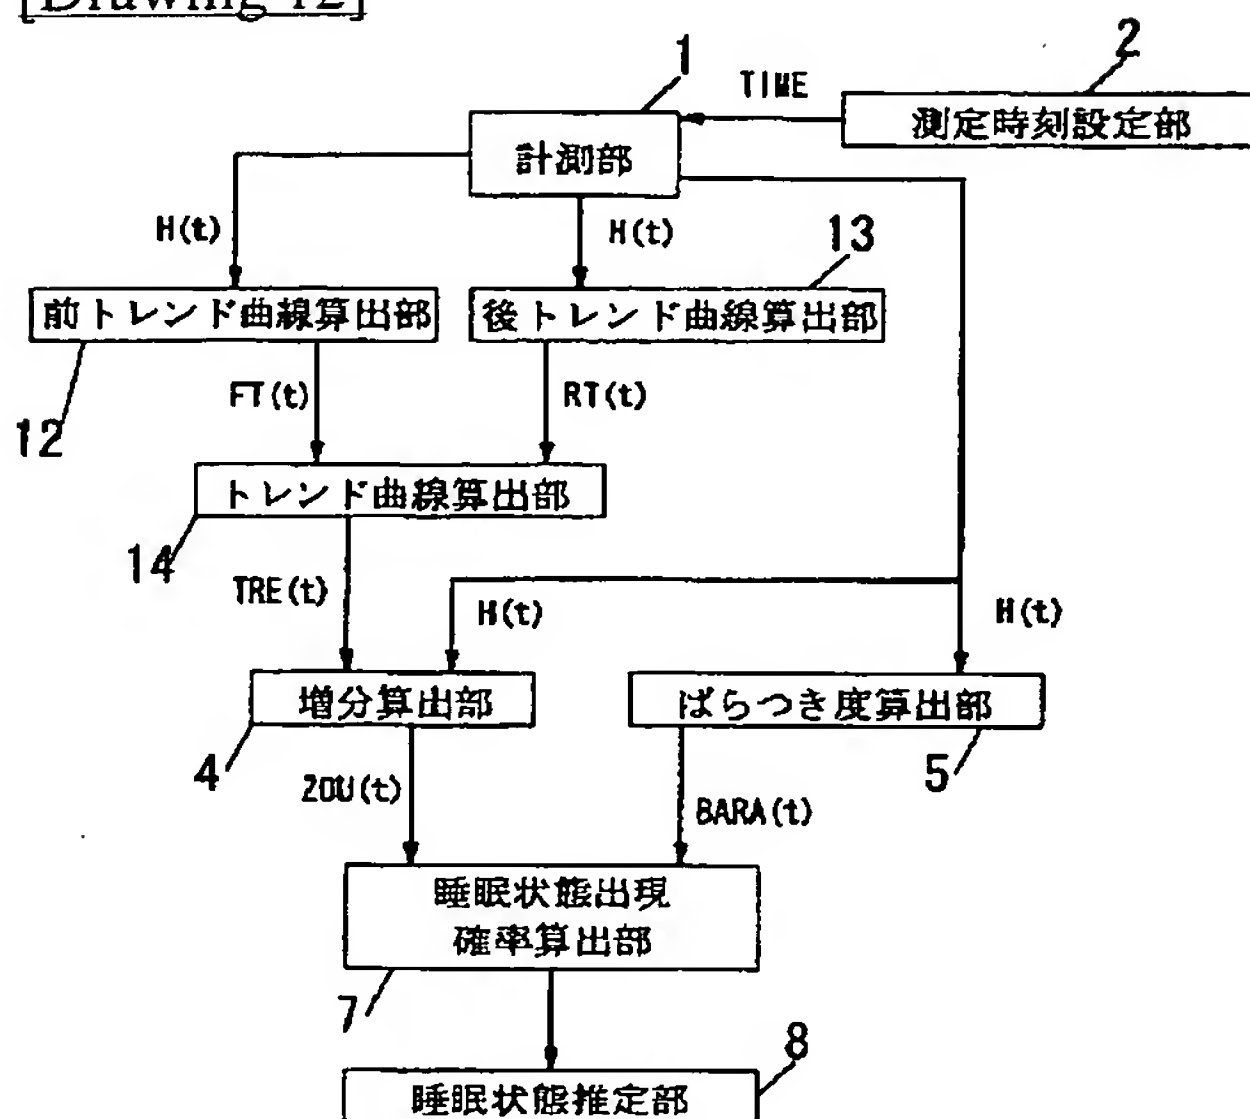 [Drawing 12]
1
2
TIME
測定時刻設定部
計測部
H(t)
H(t)
13
前トレンド曲線算出部
後トレンド曲線算出部
FT(t)
RT(t)
12
トレンド曲線算出部
14
TRE(t)
H(t)
H(t)
増分算出部
ばらつき度算出部
4
5
ZOU(t)
BARA(t)
睡眠状態出現
確率算出部
7
8
睡眠状態推定部